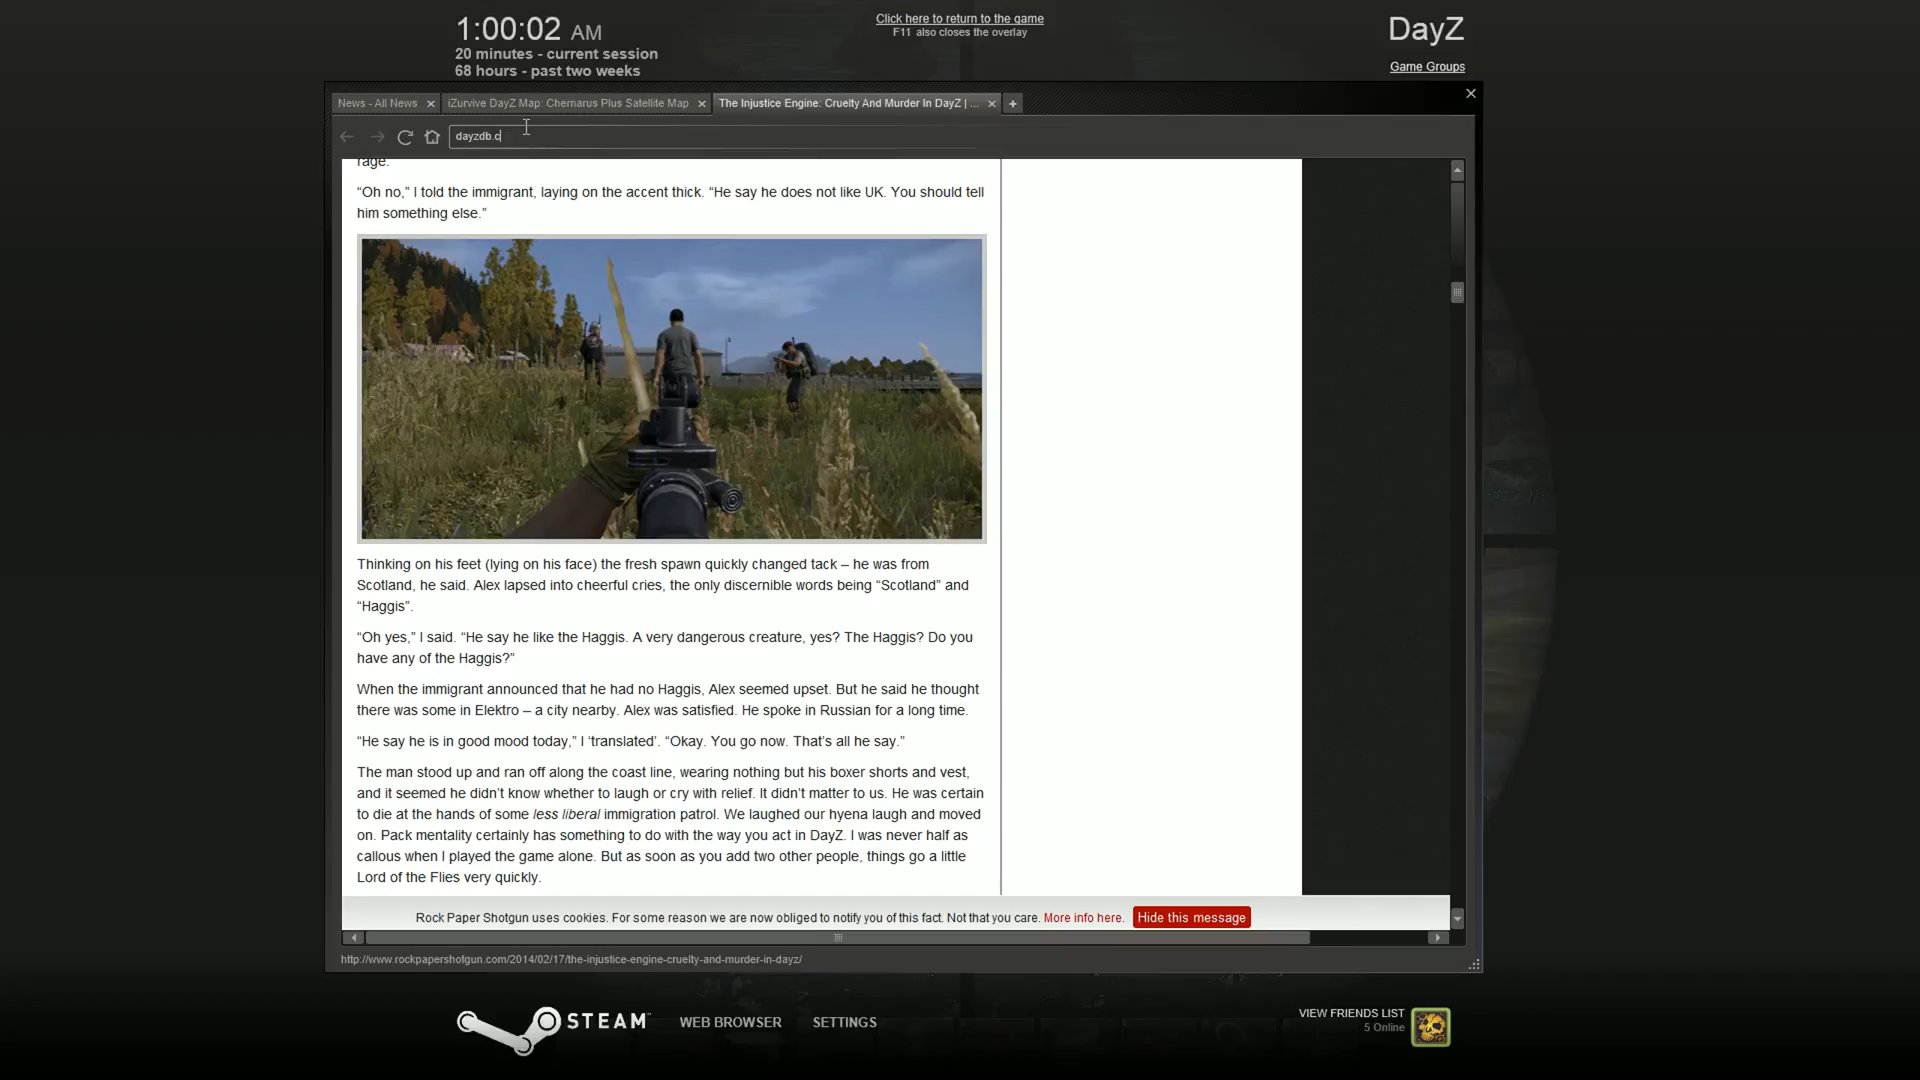 1:00:02 AM
20 minutes - current session
68 hours - past two weeks
Click here to return to the game
F11 also closes the overlay
DayZ
Game Groups
News - All News
iZurvive DayZ Map: Chernarus Plus Satellite Map
The Injustice Engine: Cruelty And Murder In DayZ | ...
dayzdb.c
rage.
“Oh no,” I told the immigrant, laying on the accent thick. “He say he does not like UK. You should tell
him something else.”
Thinking on his feet (lying on his face) the fresh spawn quickly changed tack – he was from
Scotland, he said. Alex lapsed into cheerful cries, the only discernible words being “Scotland” and
“Haggis”.
“Oh yes,” I said. “He say he like the Haggis. A very dangerous creature, yes? The Haggis? Do you
have any of the Haggis?”
When the immigrant announced that he had no Haggis, Alex seemed upset. But he said he thought
there was some in Elektro – a city nearby. Alex was satisfied. He spoke in Russian for a long time.
“He say he is in good mood today,” I ‘translated’. “Okay. You go now. That’s all he say.”
The man stood up and ran off along the coast line, wearing nothing but his boxer shorts and vest,
and it seemed he didn’t know whether to laugh or cry with relief. It didn’t matter to us. He was certain
to die at the hands of some less liberal immigration patrol. We laughed our hyena laugh and moved
on. Pack mentality certainly has something to do with the way you act in DayZ. I was never half as
callous when I played the game alone. But as soon as you add two other people, things go a little
Lord of the Flies very quickly.
Rock Paper Shotgun uses cookies. For some reason we are now obliged to notify you of this fact. Not that you care. More info here.
Hide this message
http://www.rockpapershotgun.com/2014/02/17/the-injustice-engine-cruelty-and-murder-in-dayz/
STEAM
WEB BROWSER
SETTINGS
VIEW FRIENDS LIST
5 Online